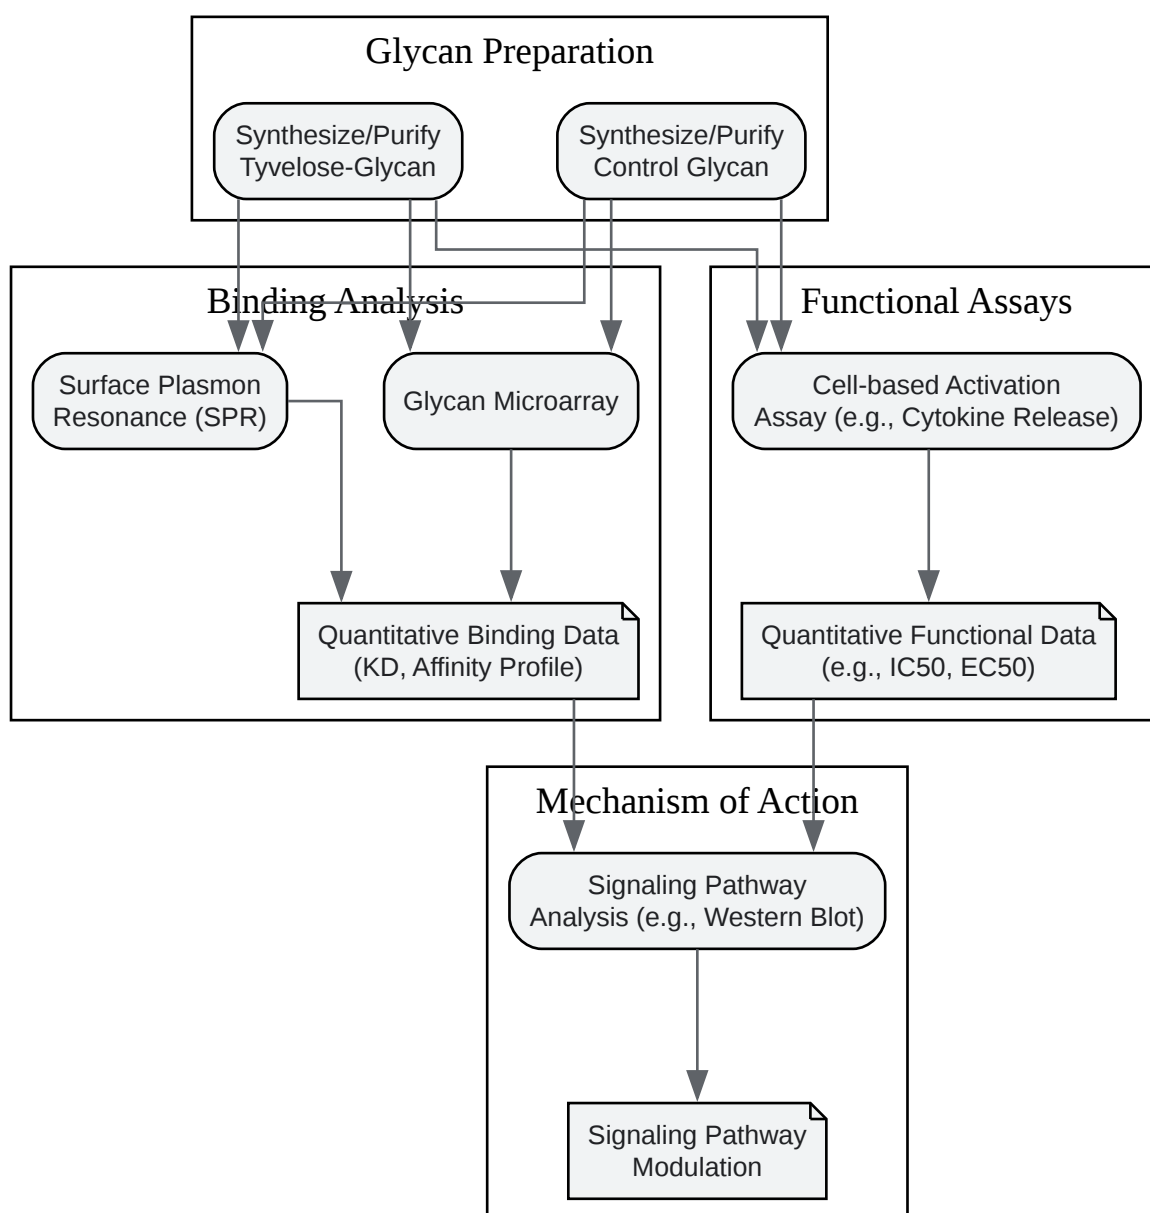 Glycan Preparation
Synthesize/Purify
Tyvelose-Glycan
Synthesize/Purify
Control Glycan
Binding Analysis
Functional Assays
Surface Plasmon
Resonance (SPR)
Glycan Microarray
Cell-based Activation
Assay (e.g., Cytokine Release)
Quantitative Binding Data
(KD, Affinity Profile)
Quantitative Functional Data
(e.g., IC50, EC50)
Mechanism of Action
Signaling Pathway
Analysis (e.g., Western Blot)
Signaling Pathway
Modulation